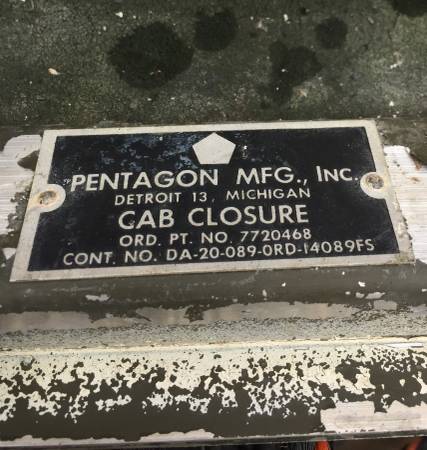 PENTAGON MFG., INC.
DETROIT 13, MICHIGAN
CAB CLOSURE
ORD. PT. NO. 7720468
CONT. NO. DA-20-089-ORD-14089FS